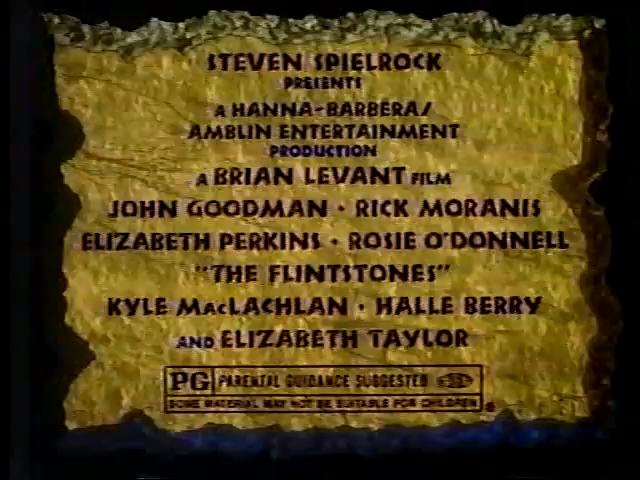 STEVEN SPIELROCK
PRESENTS
A HANNA-BARBERA/
AMBLIN ENTERTAINMENT
PRODUCTION
A BRIAN LEVANT FILM
JOHN GOODMAN · RICK MORANIS
ELIZABETH PERKINS · ROSIE O'DONNELL
"THE FLINTSTONES"
KYLE MacLACHLAN · HALLE BERRY
AND ELIZABETH TAYLOR
PG PARENTAL GUIDANCE SUGGESTED
SOME MATERIAL MAY NOT BE SUITABLE FOR CHILDREN